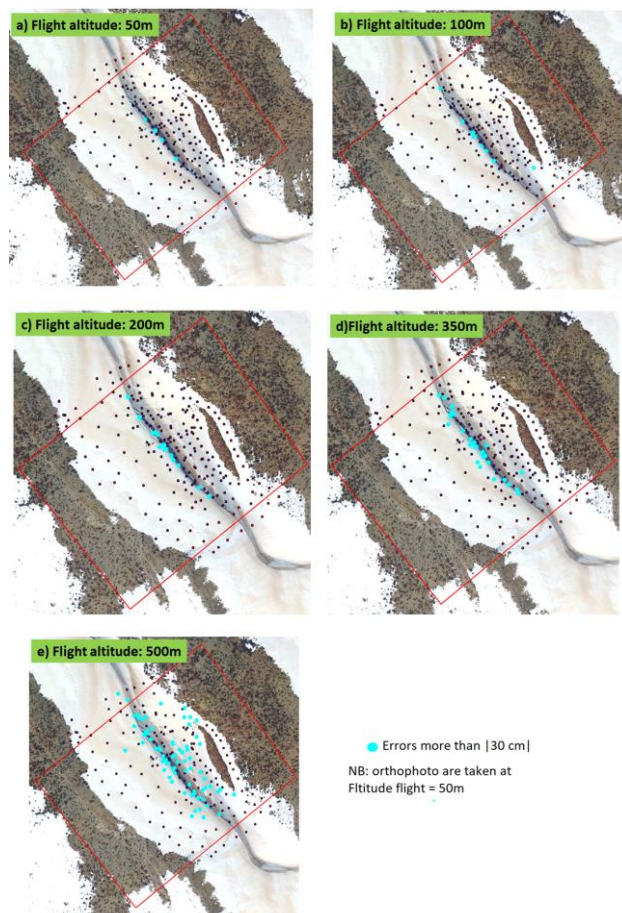 a) Flight altitude: 50m
b) Flight altitude: 100m
c) Flight altitude: 200m
d)Flight altitude: 350m
e) Flight altitude: 500m
Errors more than |30 cm|
NB: orthophoto are taken at
Fltitude flight = 50m